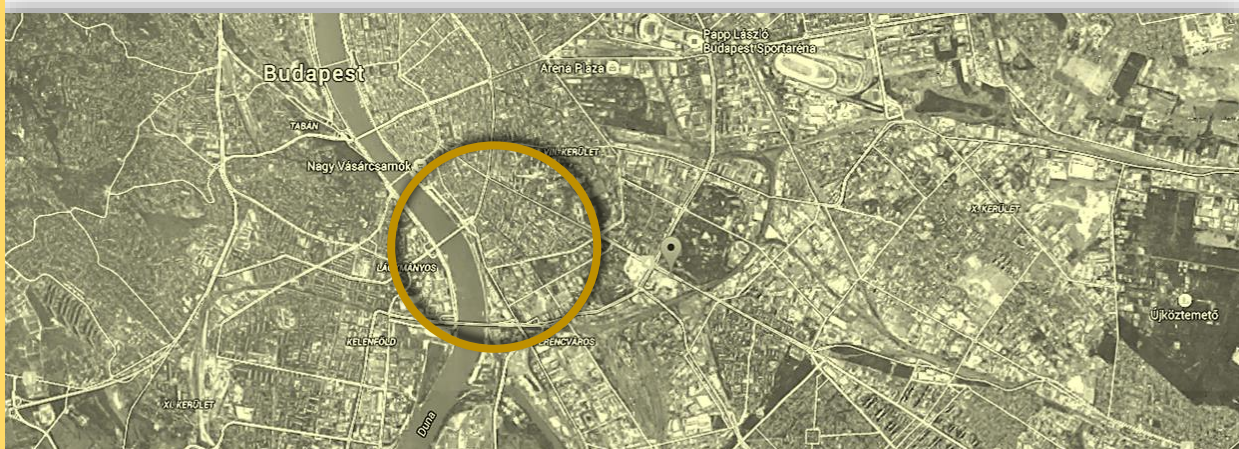 Papp László
Budapest Sportaréna
Aréna Pláza
Budapest
TABÁN
Nagy Vásárcsarnok
KERÜLET
X. KERÜLET
LÁGYMÁNYOS
Újköztemető
KELENFÖLD
FERENCVÁROS
XI. KERÜLET
Duna